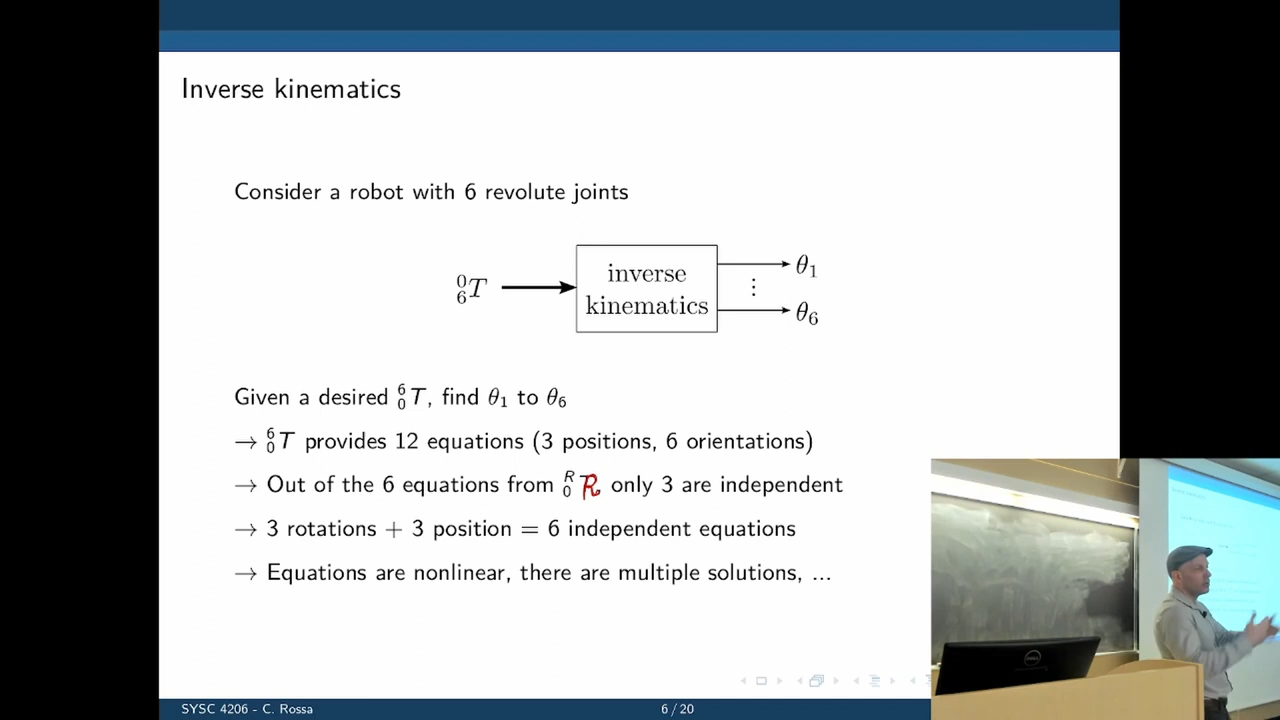 Inverse kinematics
Consider a robot with 6 revolute joints
⁰₆T
inverse
kinematics
θ₁
⋮
θ₆
Given a desired ⁶₀T, find θ₁ to θ₆
→ ⁶₀T provides 12 equations (3 positions, 6 orientations)
→ Out of the 6 equations from ᴿ₀R only 3 are independent
→ 3 rotations + 3 position = 6 independent equations
→ Equations are nonlinear, there are multiple solutions, ...
SYSC 4206 - C. Rossa
6 / 20
DELL